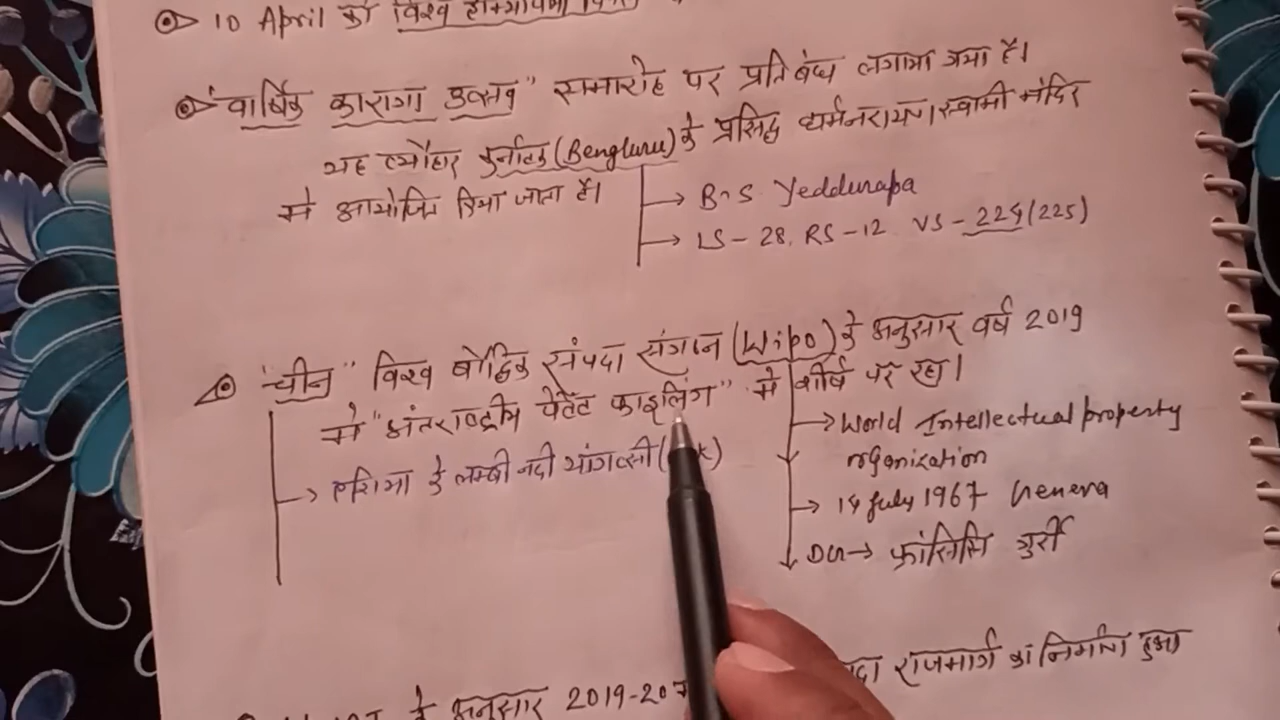 10 April को विश्व होम्योपैथी
"वार्षिक कारागा उत्सव" समारोह पर प्रतिबंध लगाया गया है।
यह त्यौहार कर्नाटक (Bengluru) के प्रसिद्ध धर्मनरायण स्वामी मंदिर
मे आयोजित किया जाता है।
→ B.S. Yeddurapa
→ LS - 28. RS - 12 VS - 224 (225)
"चीन" विश्व बौद्धिक संपदा संगठन (Wipo) के अनुसार वर्ष 2019
मे "अंतराष्ट्रीय पेटेंट फाइलिंग" मे शीर्ष पर रहा।
→ World Intellectual property
organization
→ एशिया के लम्बी नदी यांगत्सी
→ 14 July 1967 Geneva
DG → फ्रांसिसि गुर्री
के अनुसार 2019-20
राजमार्ग का निर्माण हुआ